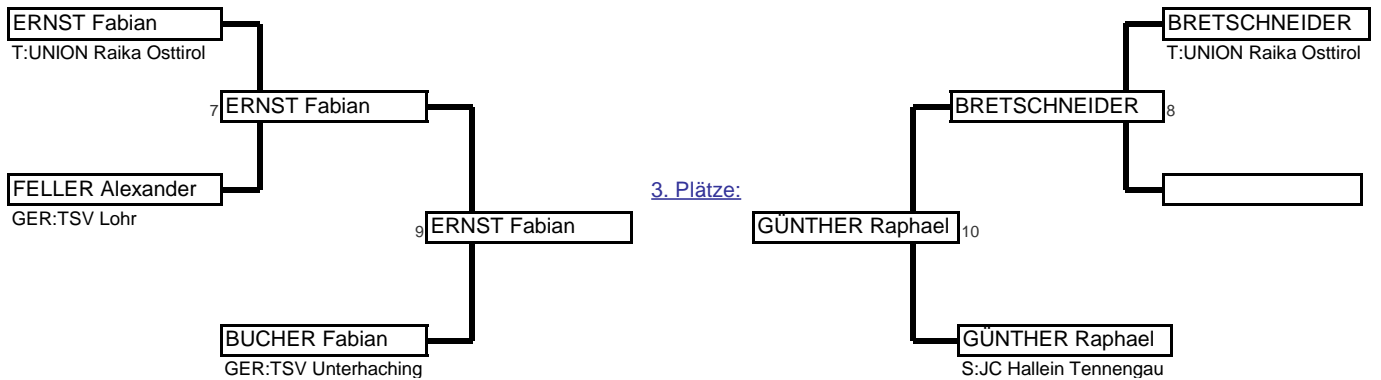 ERNST Fabian
T:UNION Raika Osttirol
7 ERNST Fabian
FELLER Alexander
GER:TSV Lohr
9 ERNST Fabian
BUCHER Fabian
GER:TSV Unterhaching
3. Plätze:
BRETSCHNEIDER
T:UNION Raika Osttirol
BRETSCHNEIDER 8
GÜNTHER Raphael 10
GÜNTHER Raphael
S:JC Hallein Tennengau